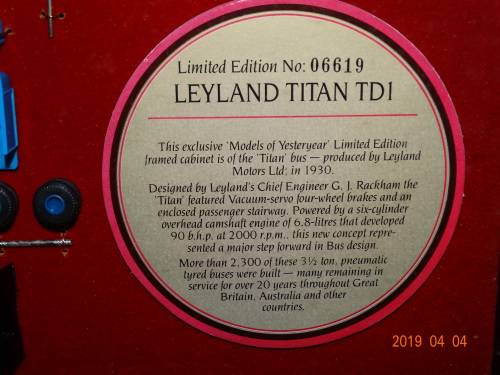 Limited Edition No: 06619
LEYLAND TITAN TD1
This exclusive 'Models of Yesteryear' Limited Edition
framed cabinet is of the 'Titan' bus — produced by Leyland
Motors Ltd: in 1930.
Designed by Leyland's Chief Engineer G. J. Rackham the
'Titan' featured Vacuum-servo four-wheel brakes and an
enclosed passenger stairway. Powered by a six-cylinder
overhead camshaft engine of 6.8-litres that developed
90 b.h.p. at 2000 r.p.m., this new concept repre-
sented a major step forward in Bus design.
More than 2,300 of these 3½ ton, pneumatic
tyred buses were built — many remaining in
service for over 20 years throughout Great
Britain, Australia and other
countries.
2019 04 04